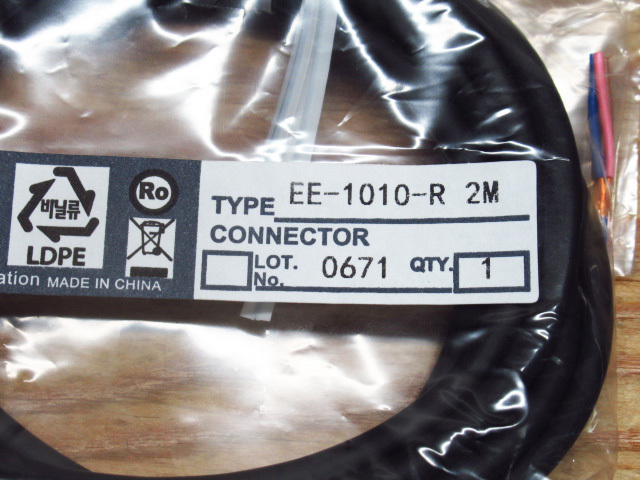 비닐류
LDPE
Ro
ation MADE IN CHINA
TYPE EE-1010-R 2M
CONNECTOR
LOT. No. 0671 QTY. 1